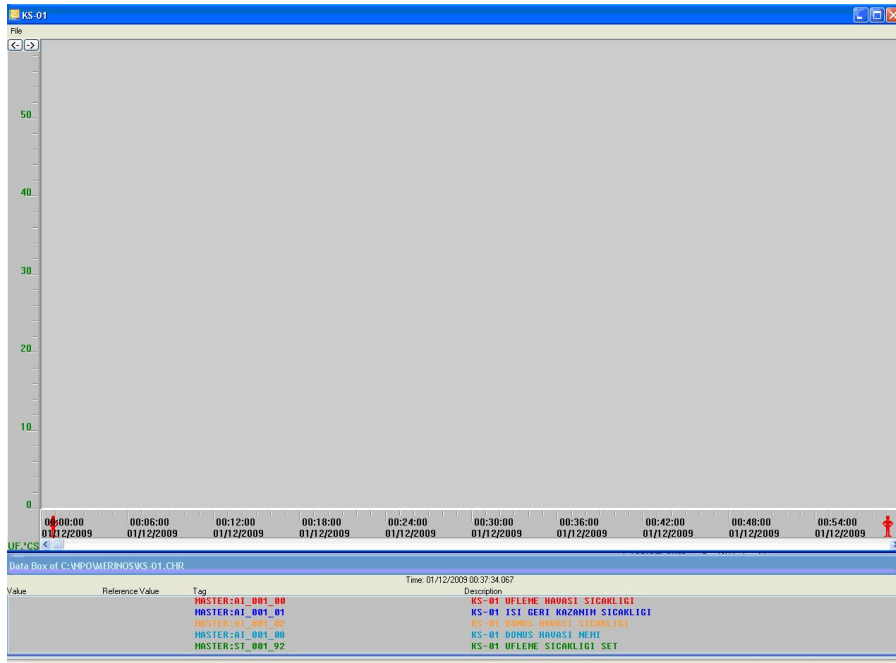 KS-01
File
<- ->
50
40
30
20
10
0
00:00:00 00:06:00 00:12:00 00:18:00 00:24:00 00:30:00 00:36:00 00:42:00 00:48:00 00:54:00
01/12/2009 01/12/2009 01/12/2009 01/12/2009 01/12/2009 01/12/2009 01/12/2009 01/12/2009 01/12/2009 01/12/2009
UF.°CS
Data Box of C:\NPO\MERINOS\KS-01.CHR
Time: 01/12/2009 00:37:34.067
Value Reference Value Tag Description
MASTER:AI_001_00 KS-01 UFLEME HAVASI SICAKLIGI
MASTER:AI_001_01 KS-01 ISI GERI KAZANIM SICAKLIGI
MASTER:AI_001_02 KS-01 DONUS HAVASI SICAKLIGI
MASTER:AI_001_08 KS-01 DONUS HAVASI NEMI
MASTER:ST_001_92 KS-01 UFLEME SICAKLIGI SET